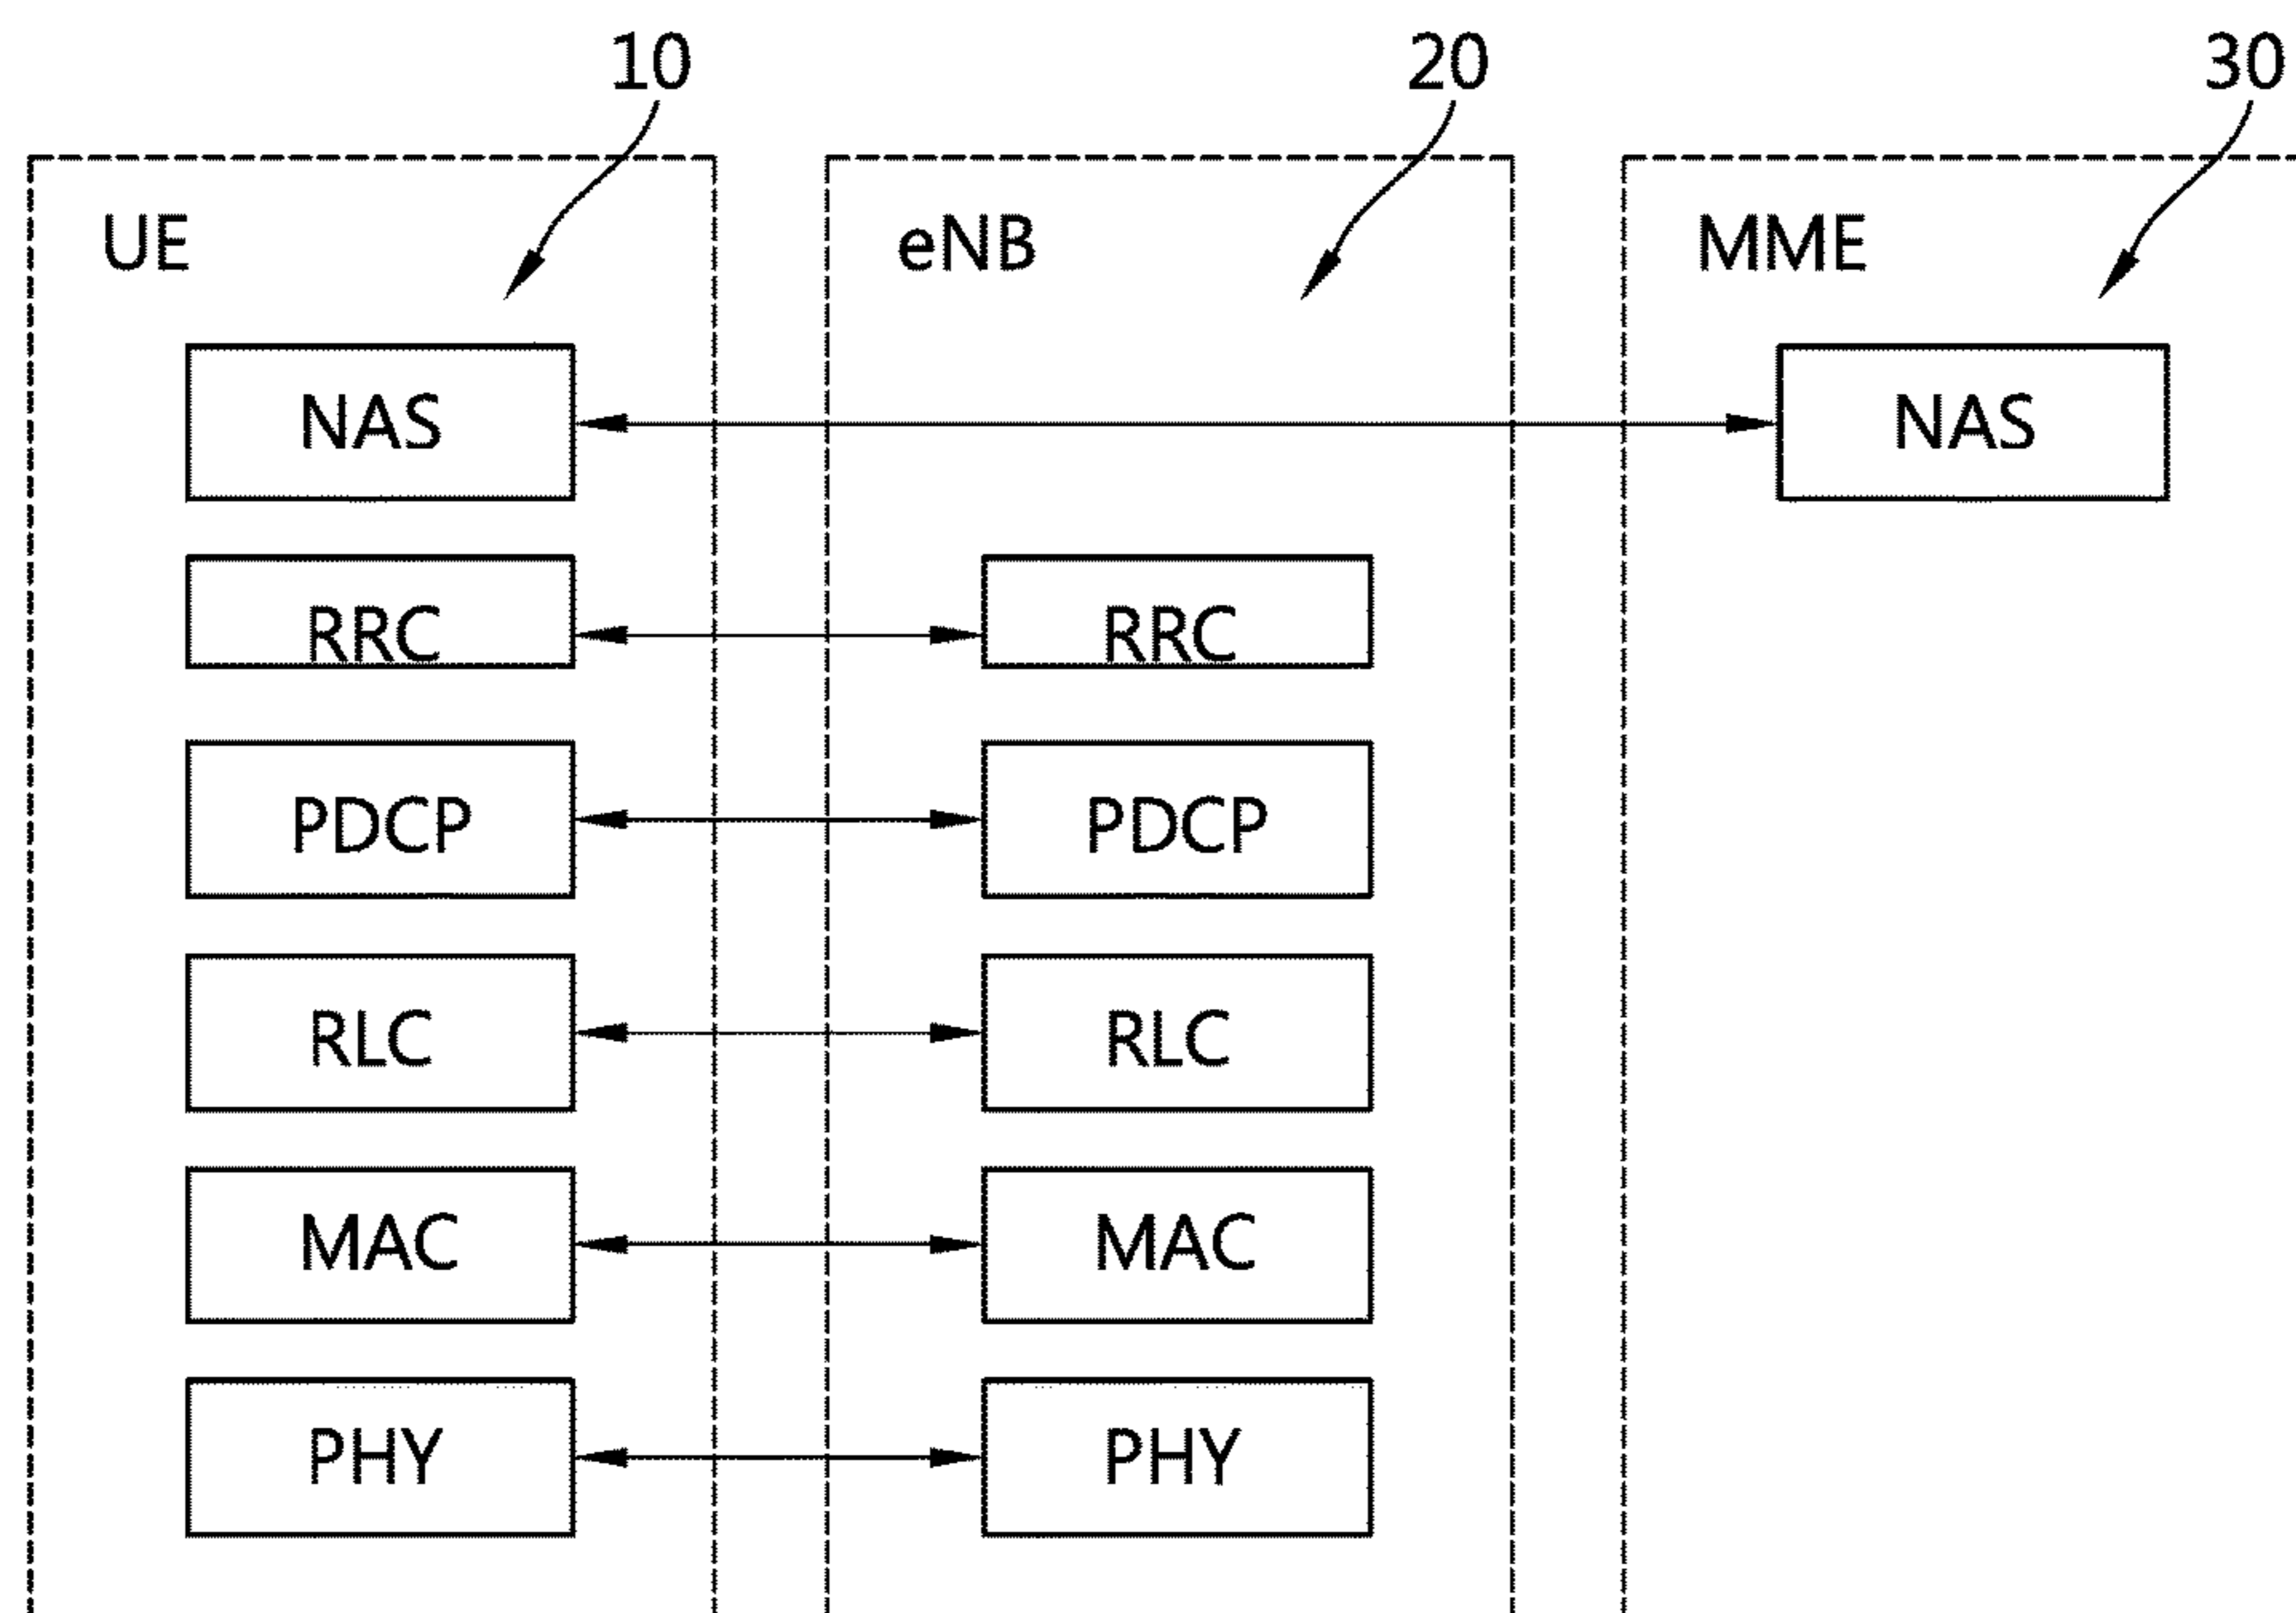 10 20 30
UE eNB MME
NAS NAS
RRC RRC
PDCP PDCP
RLC RLC
MAC MAC
PHY PHY